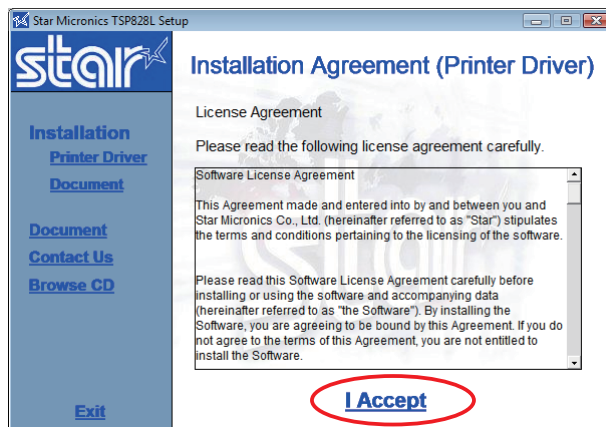 Star Micronics TSP828L Setup
star
Installation Agreement (Printer Driver)
Installation
Printer Driver
Document
Document
Contact Us
Browse CD
Exit
License Agreement
Please read the following license agreement carefully.
Software License Agreement
This Agreement made and entered into by and between you and
Star Micronics Co., Ltd. (hereinafter referred to as "Star") stipulates
the terms and conditions pertaining to the licensing of the software.
Please read this Software License Agreement carefully before
installing or using the software and accompanying data
(hereinafter referred to as "the Software"). By installing the
Software, you are agreeing to be bound by this Agreement. If you do
not agree to the terms of this Agreement, you are not entitled to
install the Software.
I Accept